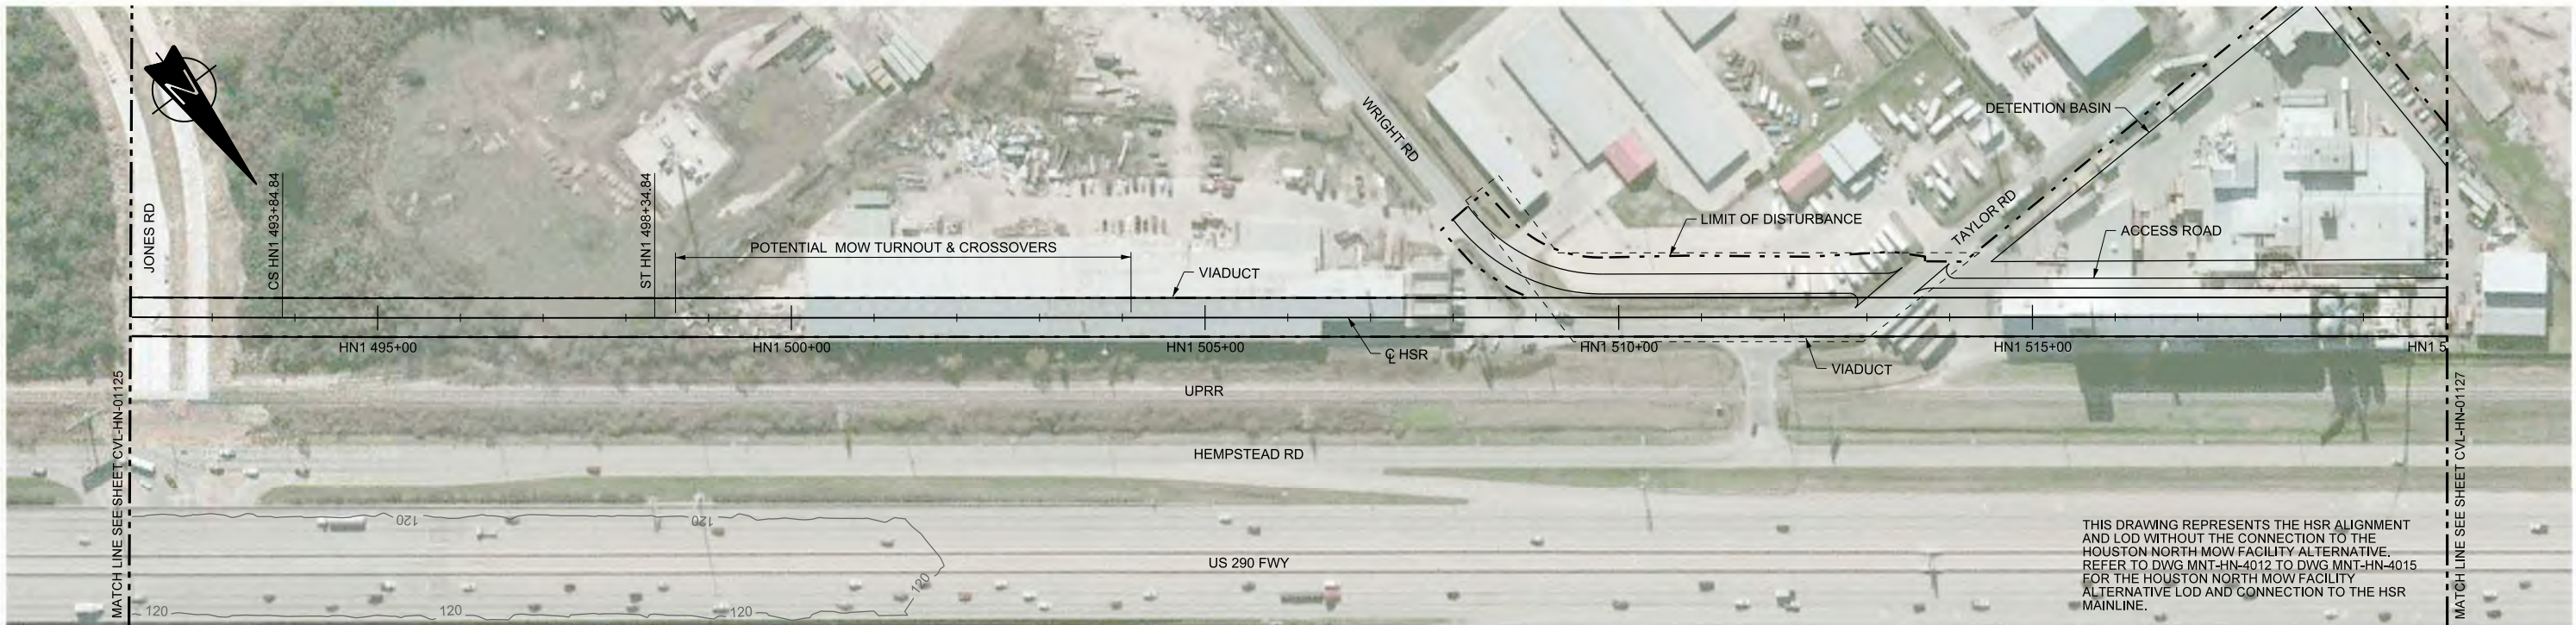 N
JONES RD
CS HN1 493+84.84
ST HN1 498+34.84
POTENTIAL MOW TURNOUT & CROSSOVERS
VIADUCT
WRIGHT RD
LIMIT OF DISTURBANCE
TAYLOR RD
DETENTION BASIN
ACCESS ROAD
HN1 495+00
HN1 500+00
HN1 505+00
HN1 510+00
HN1 515+00
HN1 5
℄ HSR
VIADUCT
UPRR
HEMPSTEAD RD
US 290 FWY
120
120
120
120
120
120
MATCH LINE SEE SHEET CVL-HN-01125
MATCH LINE SEE SHEET CVL-HN-01127
THIS DRAWING REPRESENTS THE HSR ALIGNMENT
AND LOD WITHOUT THE CONNECTION TO THE
HOUSTON NORTH MOW FACILITY ALTERNATIVE.
REFER TO DWG MNT-HN-4012 TO DWG MNT-HN-4015
FOR THE HOUSTON NORTH MOW FACILITY
ALTERNATIVE LOD AND CONNECTION TO THE HSR
MAINLINE.